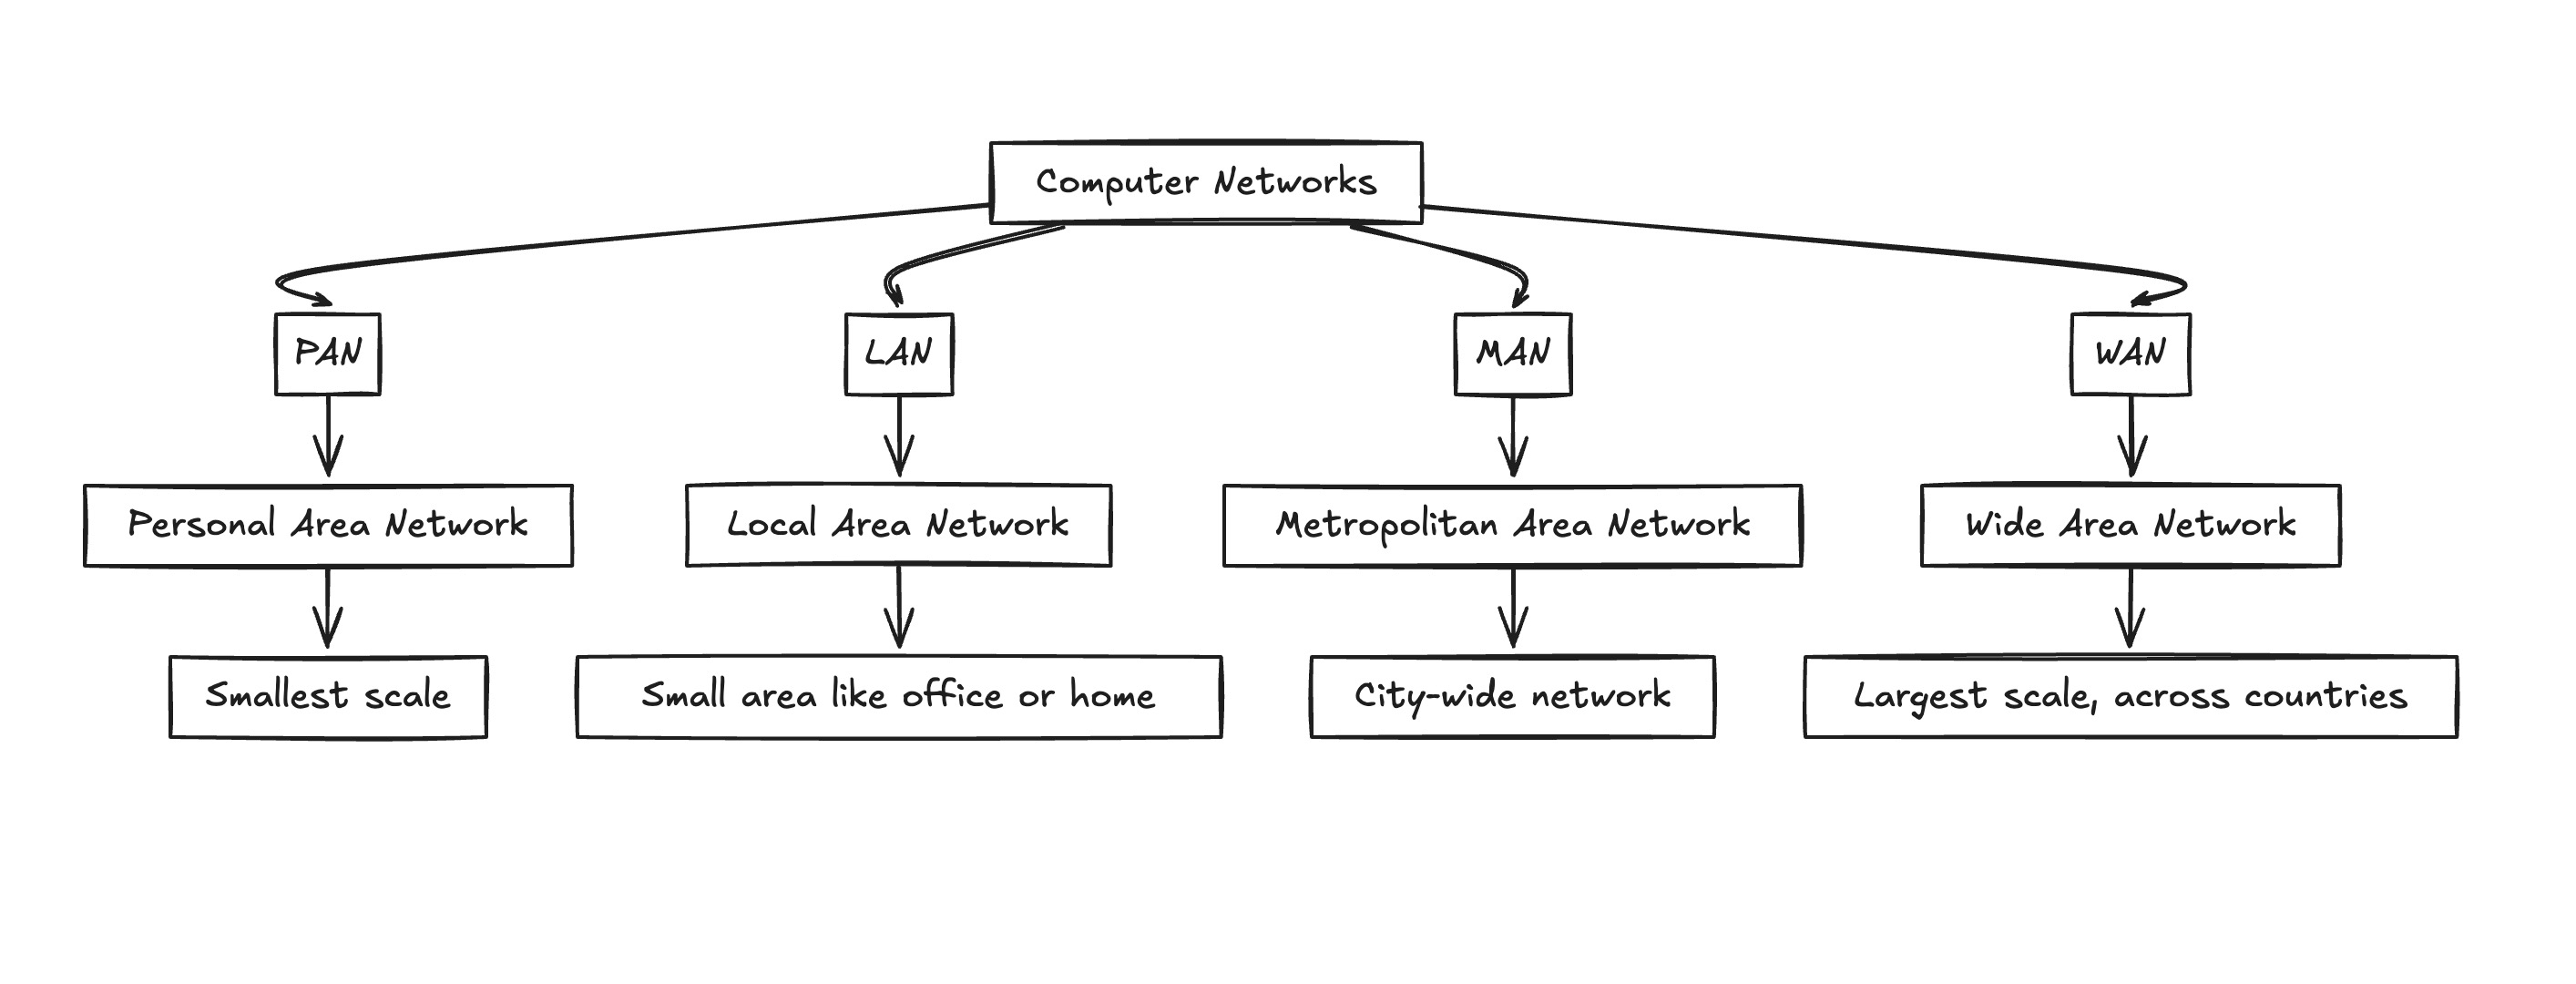 Computer Networks
PAN
LAN
MAN
WAN
Personal Area Network
Local Area Network
Metropolitan Area Network
Wide Area Network
Smallest scale
Small area like office or home
City-wide network
Largest scale, across countries